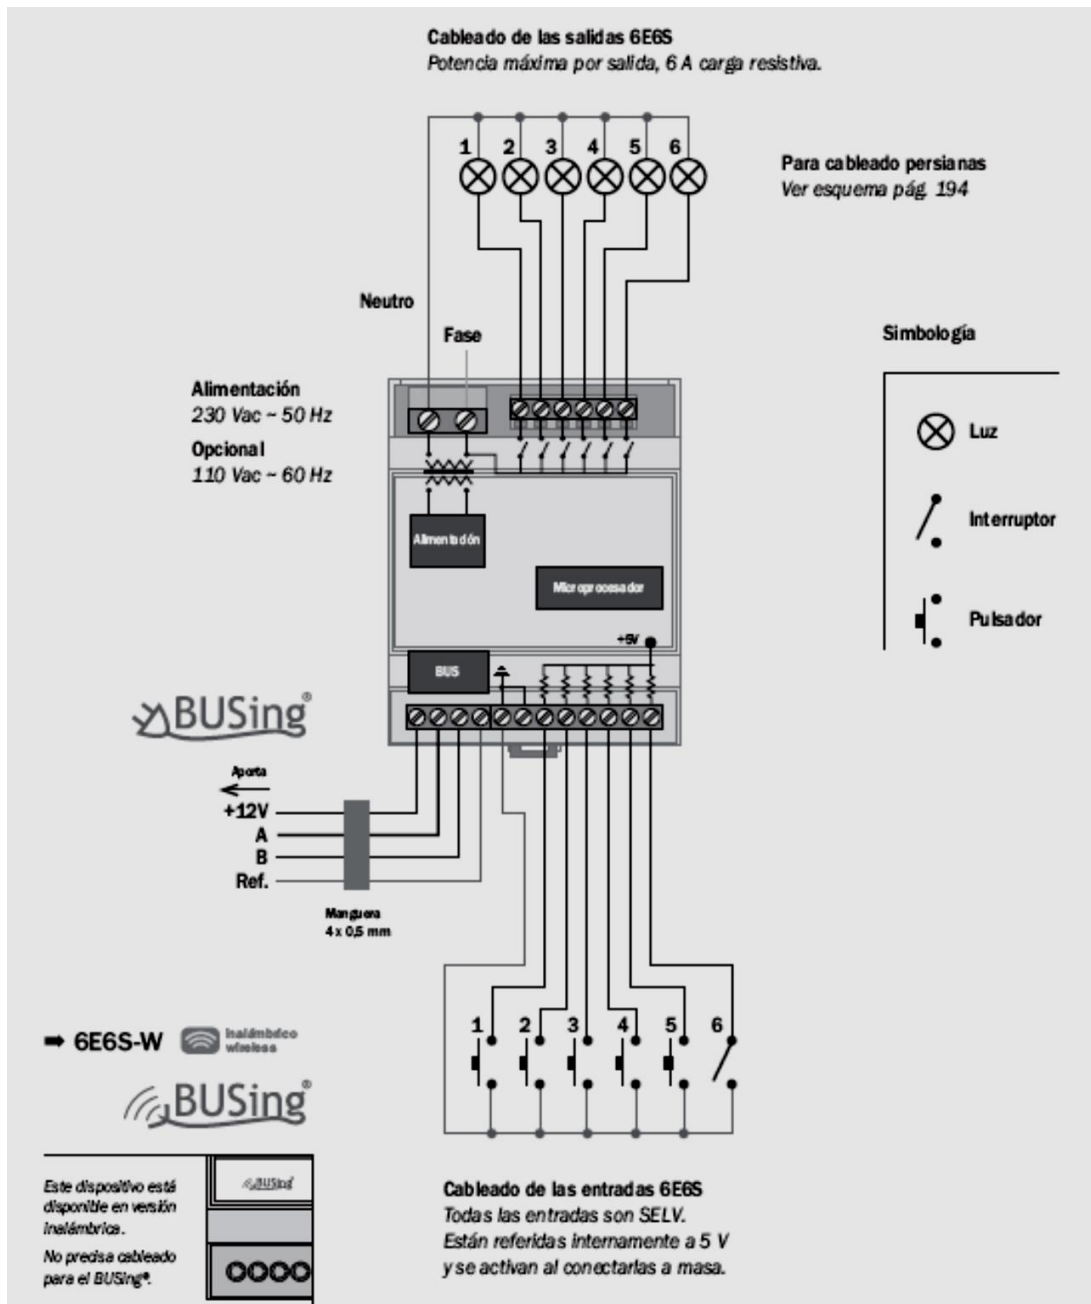 Cableado de las salidas 6E6S
Potencia máxima por salida, 6 A carga resistiva.
1 2 3 4 5 6
Para cableado persianas
Ver esquema pág. 194
Neutro
Fase
Simbología
Alimentación
230 Vac ~ 50 Hz
Opcional
110 Vac ~ 60 Hz
Luz
Interruptor
Pulsador
Alimentación
Microprocesador
+5V
BUS
BUSing®
Aporta
+12V
A
B
Ref.
Manguera
4 x 0,5 mm
1 2 3 4 5 6
6E6S-W
inalámbrico
wireless
BUSing®
Este dispositivo está
disponible en versión
inalámbrica.
No precisa cableado
para el BUSing®.
BUSing
Cableado de las entradas 6E6S
Todas las entradas son SELV.
Están referidas internamente a 5 V
y se activan al conectarlas a masa.